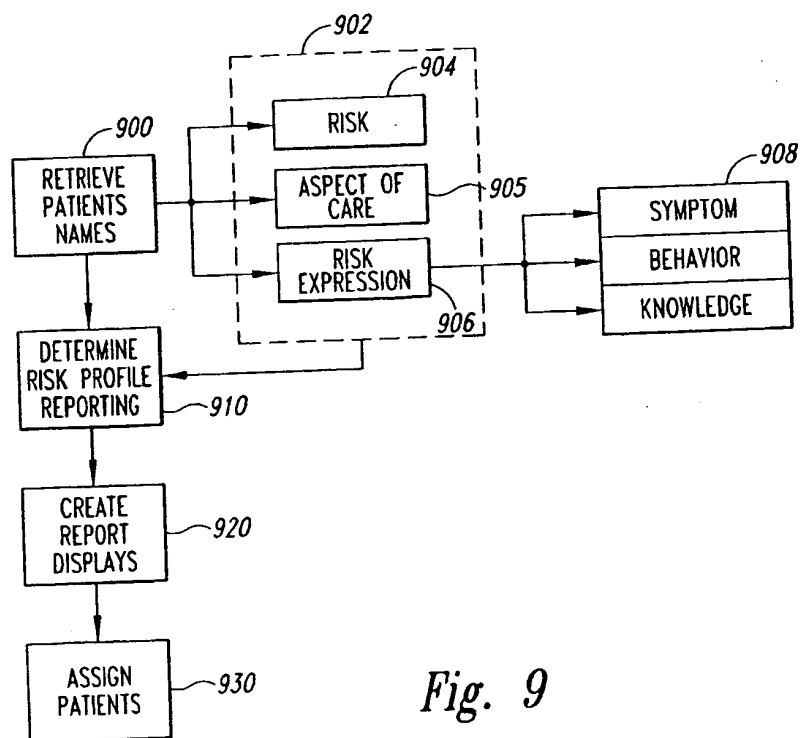 902
904
RISK
900
RETRIEVE
PATIENTS
NAMES
ASPECT OF
CARE
905
908
SYMPTOM
BEHAVIOR
KNOWLEDGE
RISK
EXPRESSION
906
DETERMINE
RISK PROFILE
REPORTING
910
CREATE
REPORT
DISPLAYS
920
ASSIGN
PATIENTS
930
Fig. 9